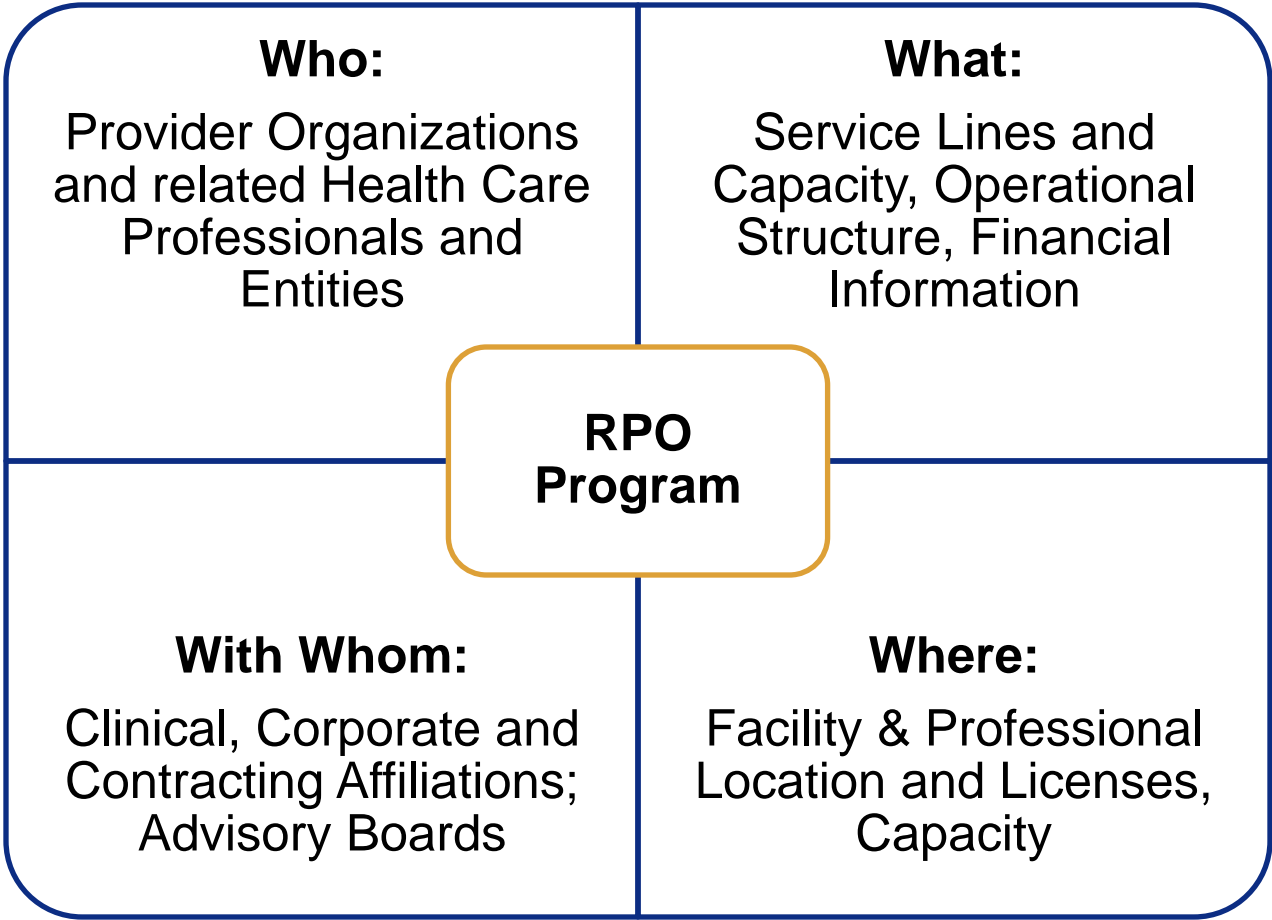 Who:
Provider Organizations
and related Health Care
Professionals and
Entities
What:
Service Lines and
Capacity, Operational
Structure, Financial
Information
RPO
Program
With Whom:
Clinical, Corporate and
Contracting Affiliations;
Advisory Boards
Where:
Facility & Professional
Location and Licenses,
Capacity